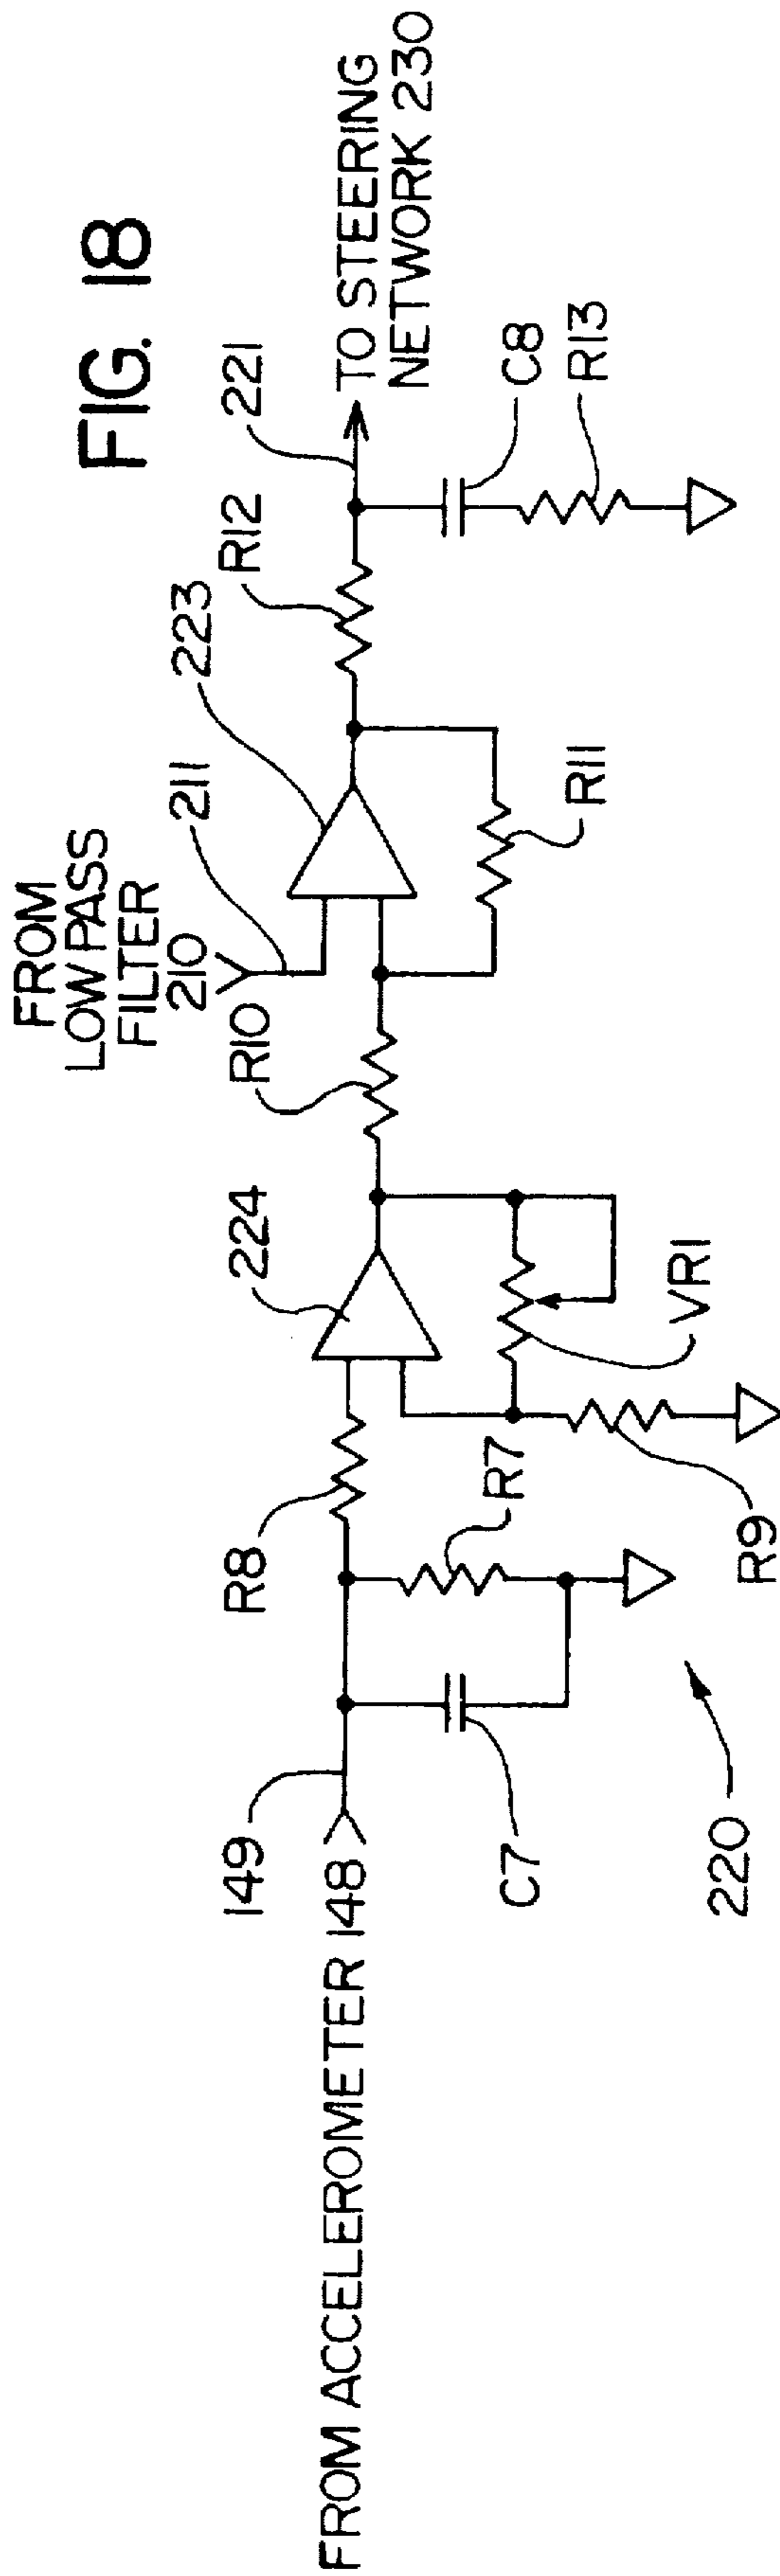 FIG. 18
FROM
LOW PASS
FILTER
210
211
223
R12
221
TO STEERING
NETWORK 230
C8
R13
R11
R10
224
VR1
R9
R8
R7
149
FROM ACCELEROMETER 148
C7
220